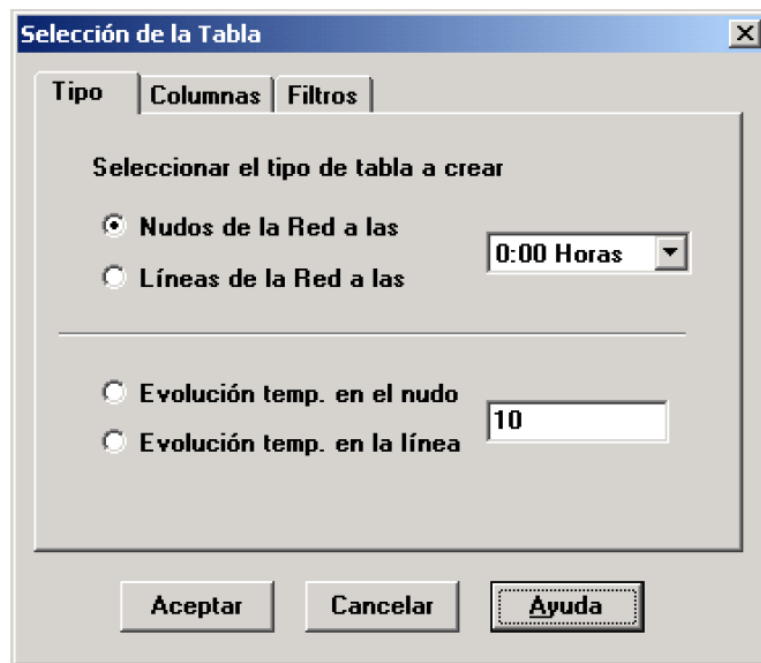 Selección de la Tabla
Tipo Columnas Filtros
Seleccionar el tipo de tabla a crear
Nudos de la Red a las
0:00 Horas
Líneas de la Red a las
Evolución temp. en el nudo
10
Evolución temp. en la línea
Aceptar Cancelar Ayuda